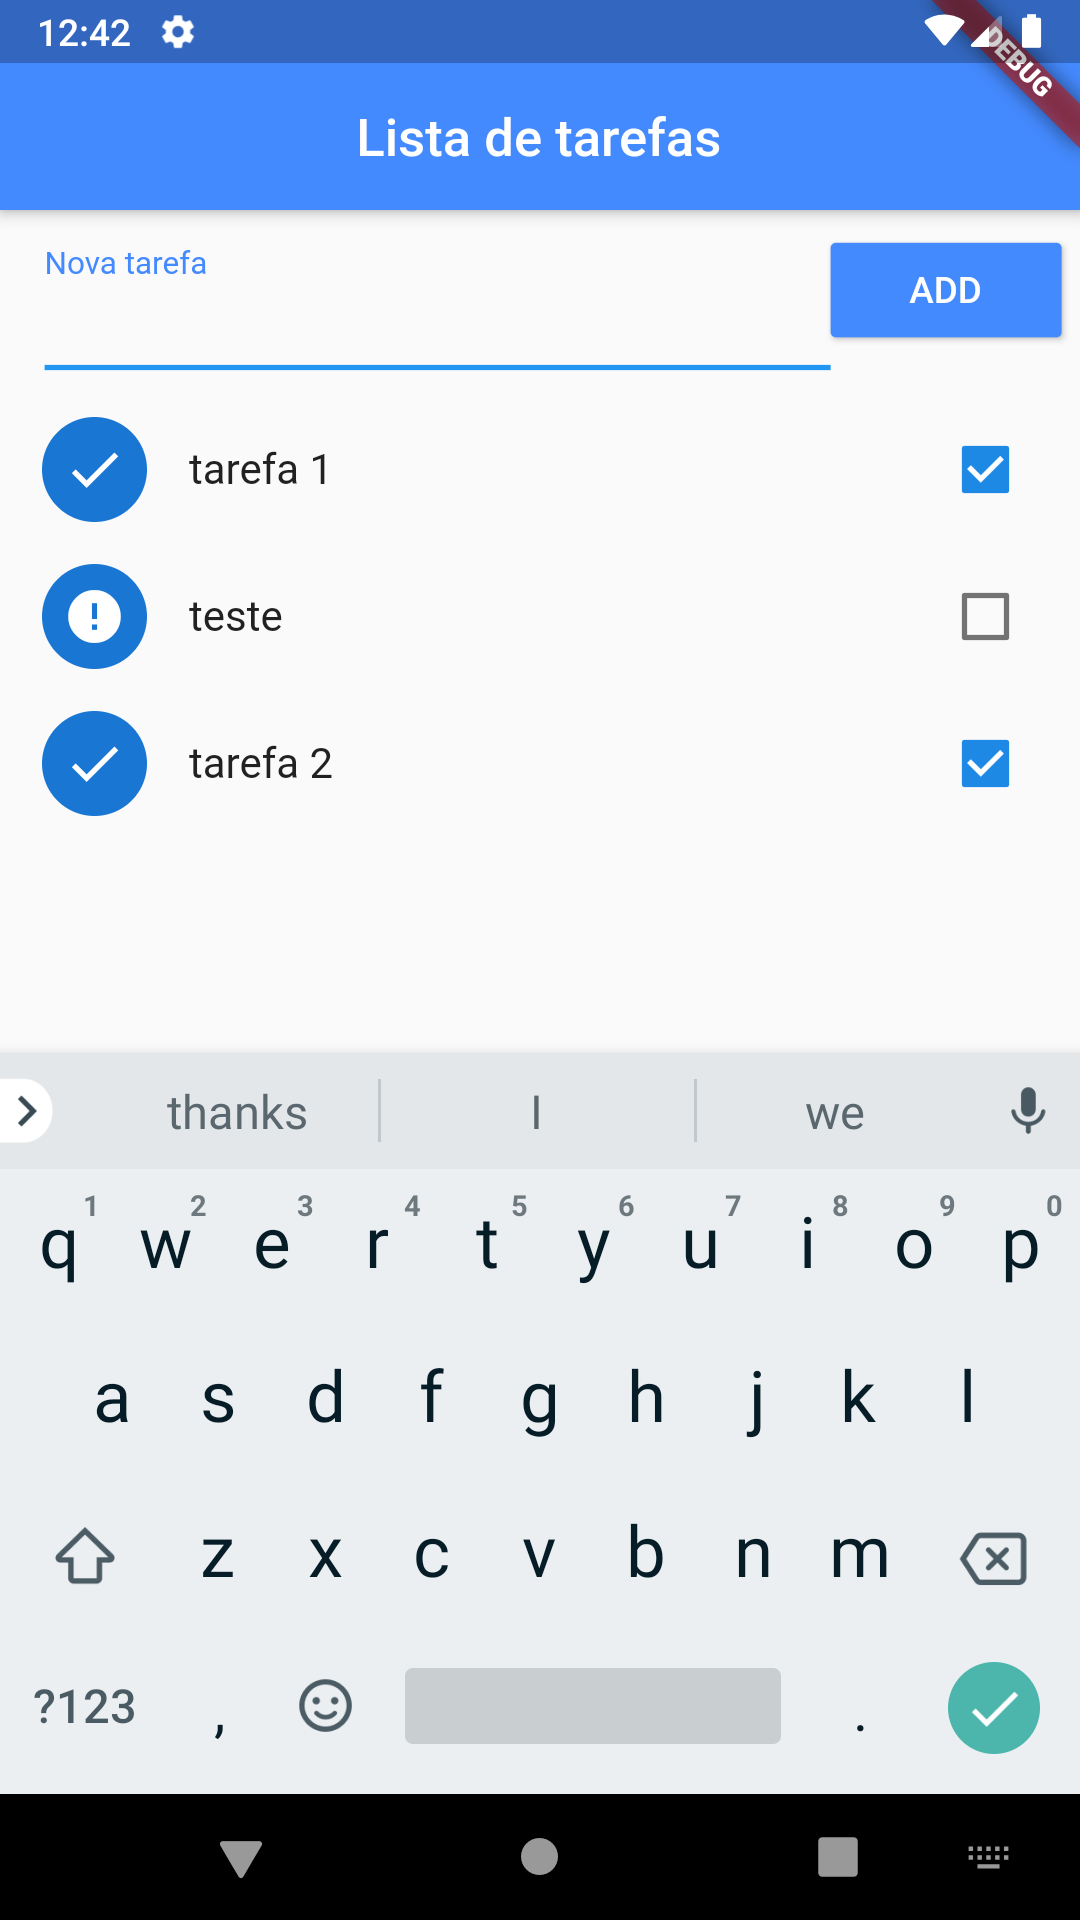 12:42
DEBUG
Lista de tarefas
Nova tarefa
ADD
tarefa 1
teste
tarefa 2
thanks I we
1 2 3 4 5 6 7 8 9 0
q w e r t y u i o p
a s d f g h j k l
z x c v b n m
?123 , .